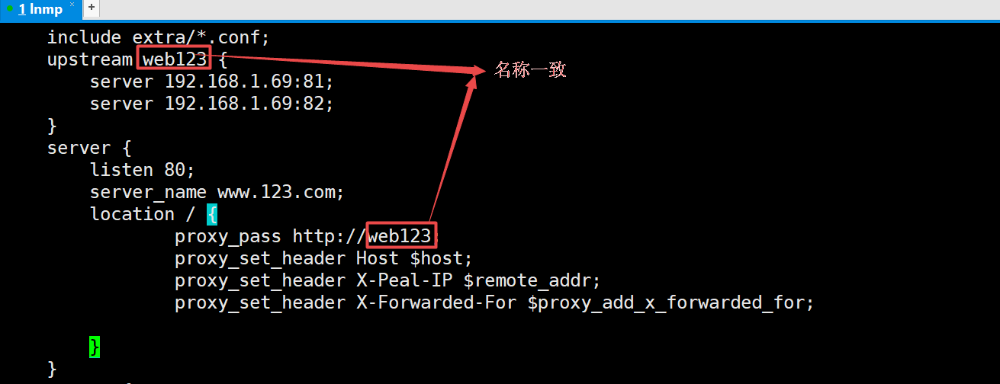 1 lnmp × +
include extra/*.conf;
upstream web123 {
server 192.168.1.69:81;
server 192.168.1.69:82;
}
名称一致
server {
listen 80;
server_name www.123.com;
location / {
proxy_pass http://web123;
proxy_set_header Host $host;
proxy_set_header X-Peal-IP $remote_addr;
proxy_set_header X-Forwarded-For $proxy_add_x_forwarded_for;
}
}